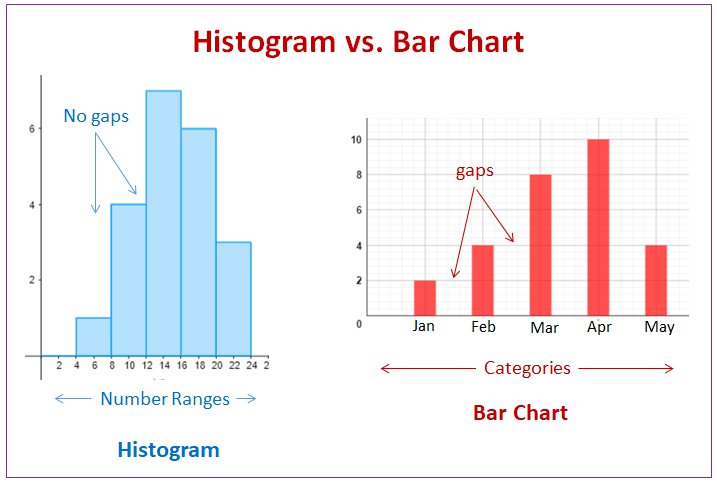 Histogram vs. Bar Chart
No gaps
6
4
2
2 4 6 8 10 12 14 16 18 20 22 24 2
Number Ranges
Histogram
gaps
10
8
6
4
2
0
Jan Feb Mar Apr May
Categories
Bar Chart